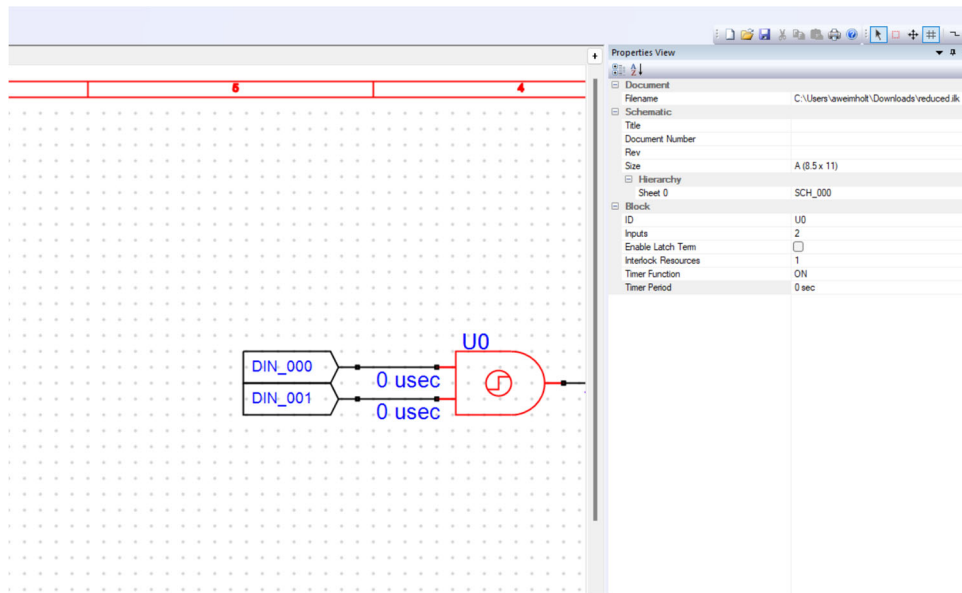 Properties View
5
4
Document
Filename C:\Users\aweimholt\Downloads\reduced.ilk
Schematic
Title
Document Number
Rev
Size A (8.5 x 11)
Hierarchy
Sheet 0 SCH_000
Block
ID U0
Inputs 2
Enable Latch Term
Interlock Resources 1
Timer Function ON
Timer Period 0 sec
U0
DIN_000
0 usec
DIN_001
0 usec